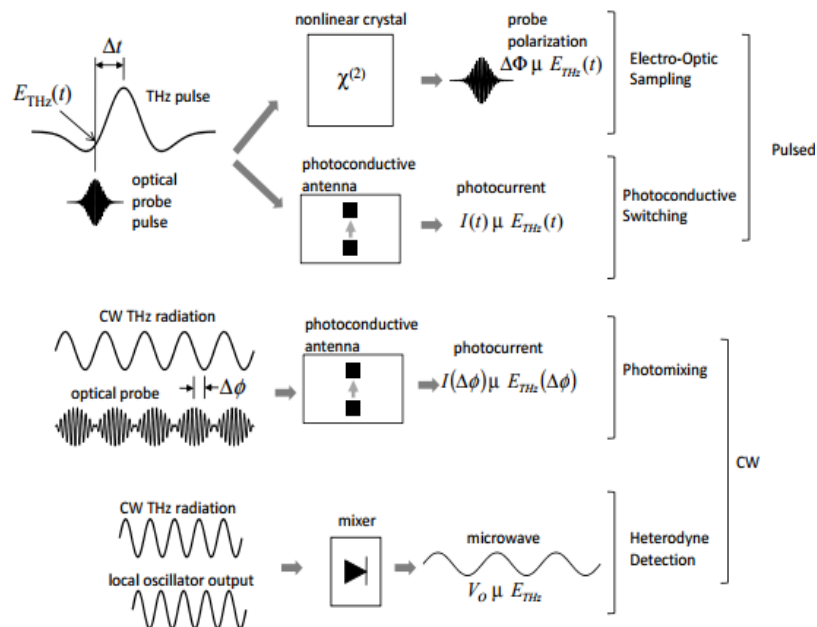 nonlinear crystal
χ(2)
probe
polarization
ΔΦ μ E_THz(t)
Electro-Optic
Sampling
Δt
E_THz(t)
THz pulse
optical
probe
pulse
photoconductive
antenna
photocurrent
I(t) μ E_THz(t)
Photoconductive
Switching
Pulsed
CW THz radiation
optical probe
Δϕ
photoconductive
antenna
photocurrent
I(Δϕ) μ E_THz(Δϕ)
Photomixing
CW
CW THz radiation
local oscillator output
mixer
microwave
V_O μ E_THz
Heterodyne
Detection